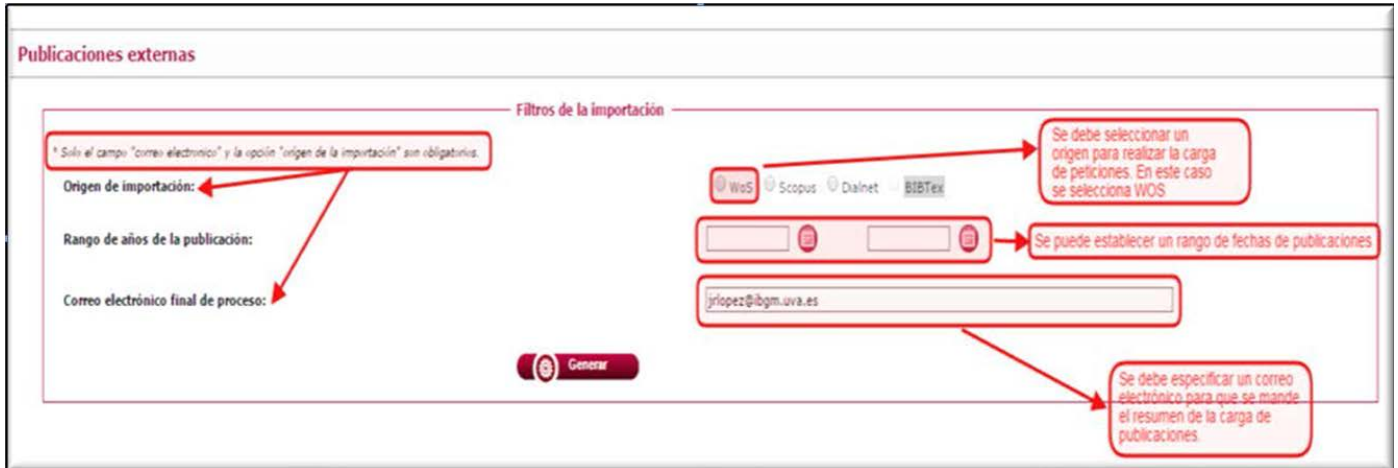 Publicaciones externas
Filtros de la importación
* Solo el campo "correo electronico" y la opción "origen de la importación" son obligatorios.
Origen de importación:
WoS Scopus Dialnet BIBTex
Se debe seleccionar un
origen para realizar la carga
de peticiones. En este caso
se selecciona WOS
Rango de años de la publicación:
Se puede establecer un rango de fechas de publicaciones
Correo electrónico final de proceso:
jrlopez@ibgm.uva.es
Generar
Se debe especificar un correo
electrónico para que se mande
el resumen de la carga de
publicaciones.